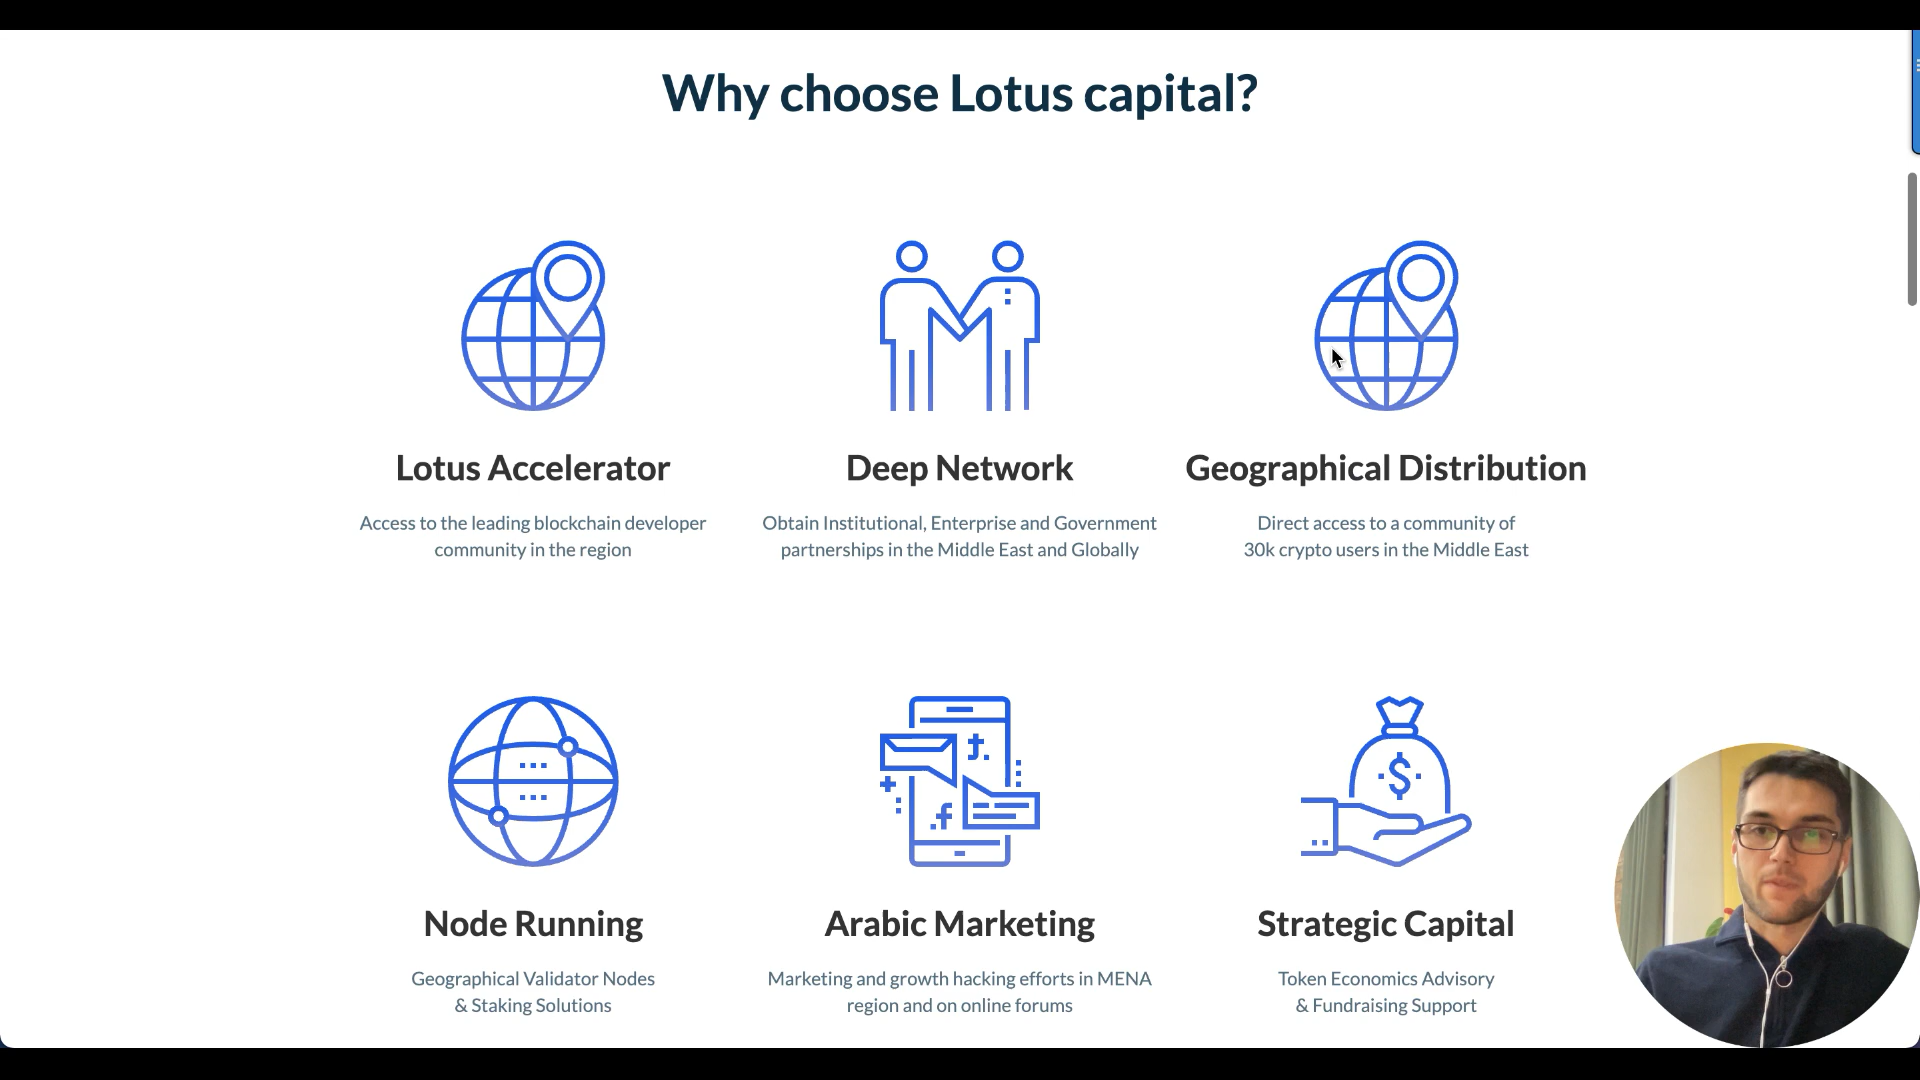 Why choose Lotus capital?
Lotus Accelerator
Access to the leading blockchain developer
community in the region
Deep Network
Obtain Institutional, Enterprise and Government
partnerships in the Middle East and Globally
Geographical Distribution
Direct access to a community of
30k crypto users in the Middle East
Node Running
Geographical Validator Nodes
& Staking Solutions
Arabic Marketing
Marketing and growth hacking efforts in MENA
region and on online forums
Strategic Capital
Token Economics Advisory
& Fundraising Support